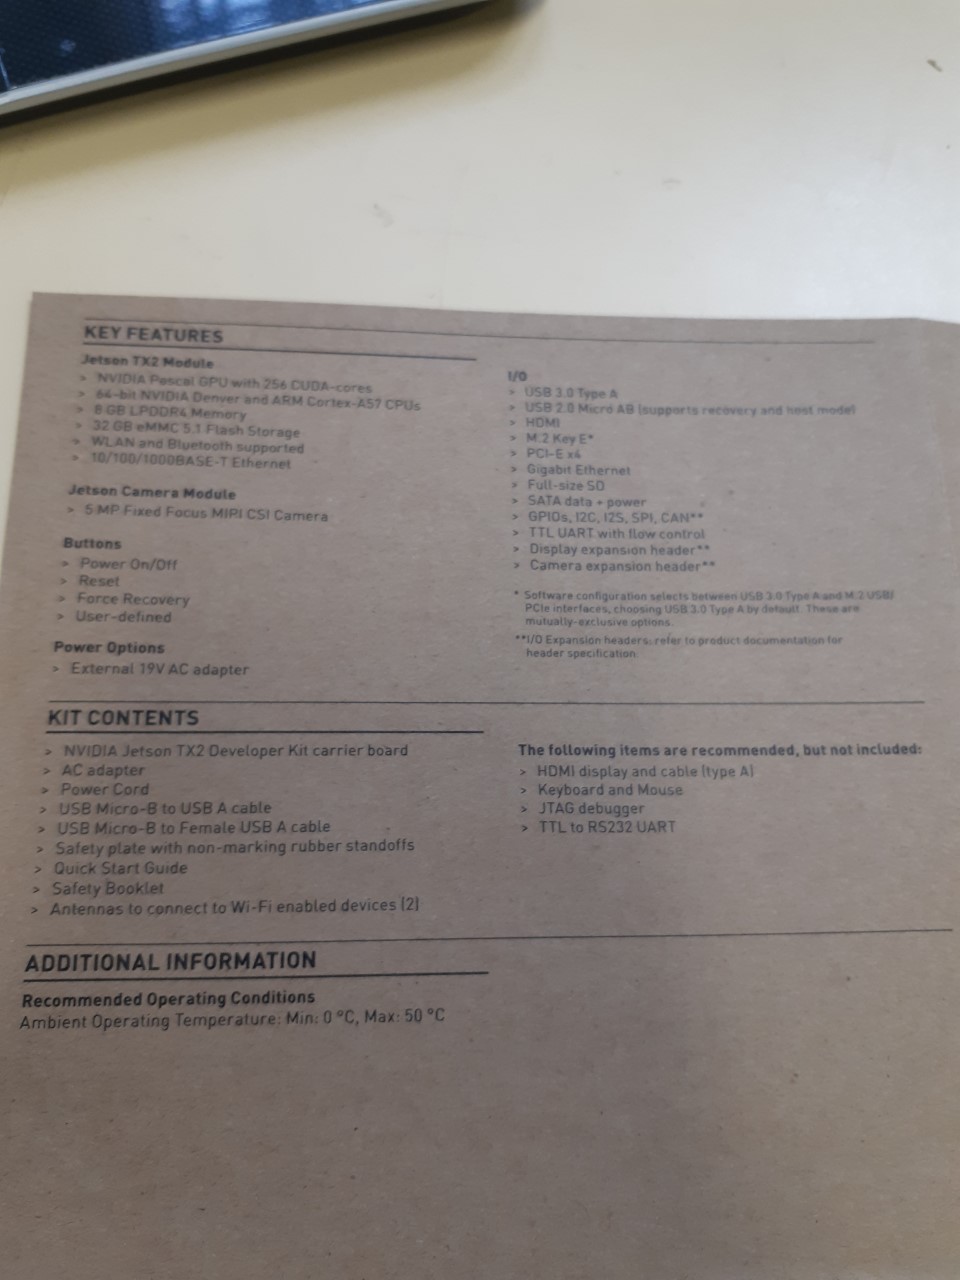 KEY FEATURES
Jetson TX2 Module
> NVIDIA Pascal GPU with 256 CUDA-cores
> 64-bit NVIDIA Denver and ARM Cortex-A57 CPUs
> 8 GB LPDDR4 Memory
> 32 GB eMMC 5.1 Flash Storage
> WLAN and Bluetooth supported
> 10/100/1000BASE-T Ethernet
Jetson Camera Module
> 5 MP Fixed Focus MIPI CSI Camera
Buttons
> Power On/Off
> Reset
> Force Recovery
> User-defined
Power Options
> External 19V AC adapter
I/O
> USB 3.0 Type A
> USB 2.0 Micro AB (supports recovery and host mode)
> HDMI
> M.2 Key E*
> PCI-E x4
> Gigabit Ethernet
> Full-size SD
> SATA data + power
> GPIOs, I2C, I2S, SPI, CAN**
> TTL UART with flow control
> Display expansion header**
> Camera expansion header**
* Software configuration selects between USB 3.0 Type A and M.2 USB/
PCIe interfaces, choosing USB 3.0 Type A by default. These are
mutually-exclusive options.
**I/O Expansion headers: refer to product documentation for
header specification.
KIT CONTENTS
> NVIDIA Jetson TX2 Developer Kit carrier board
> AC adapter
> Power Cord
> USB Micro-B to USB A cable
> USB Micro-B to Female USB A cable
> Safety plate with non-marking rubber standoffs
> Quick Start Guide
> Safety Booklet
> Antennas to connect to Wi-Fi enabled devices (2)
The following items are recommended, but not included:
> HDMI display and cable (type A)
> Keyboard and Mouse
> JTAG debugger
> TTL to RS232 UART
ADDITIONAL INFORMATION
Recommended Operating Conditions
Ambient Operating Temperature: Min: 0 °C, Max: 50 °C